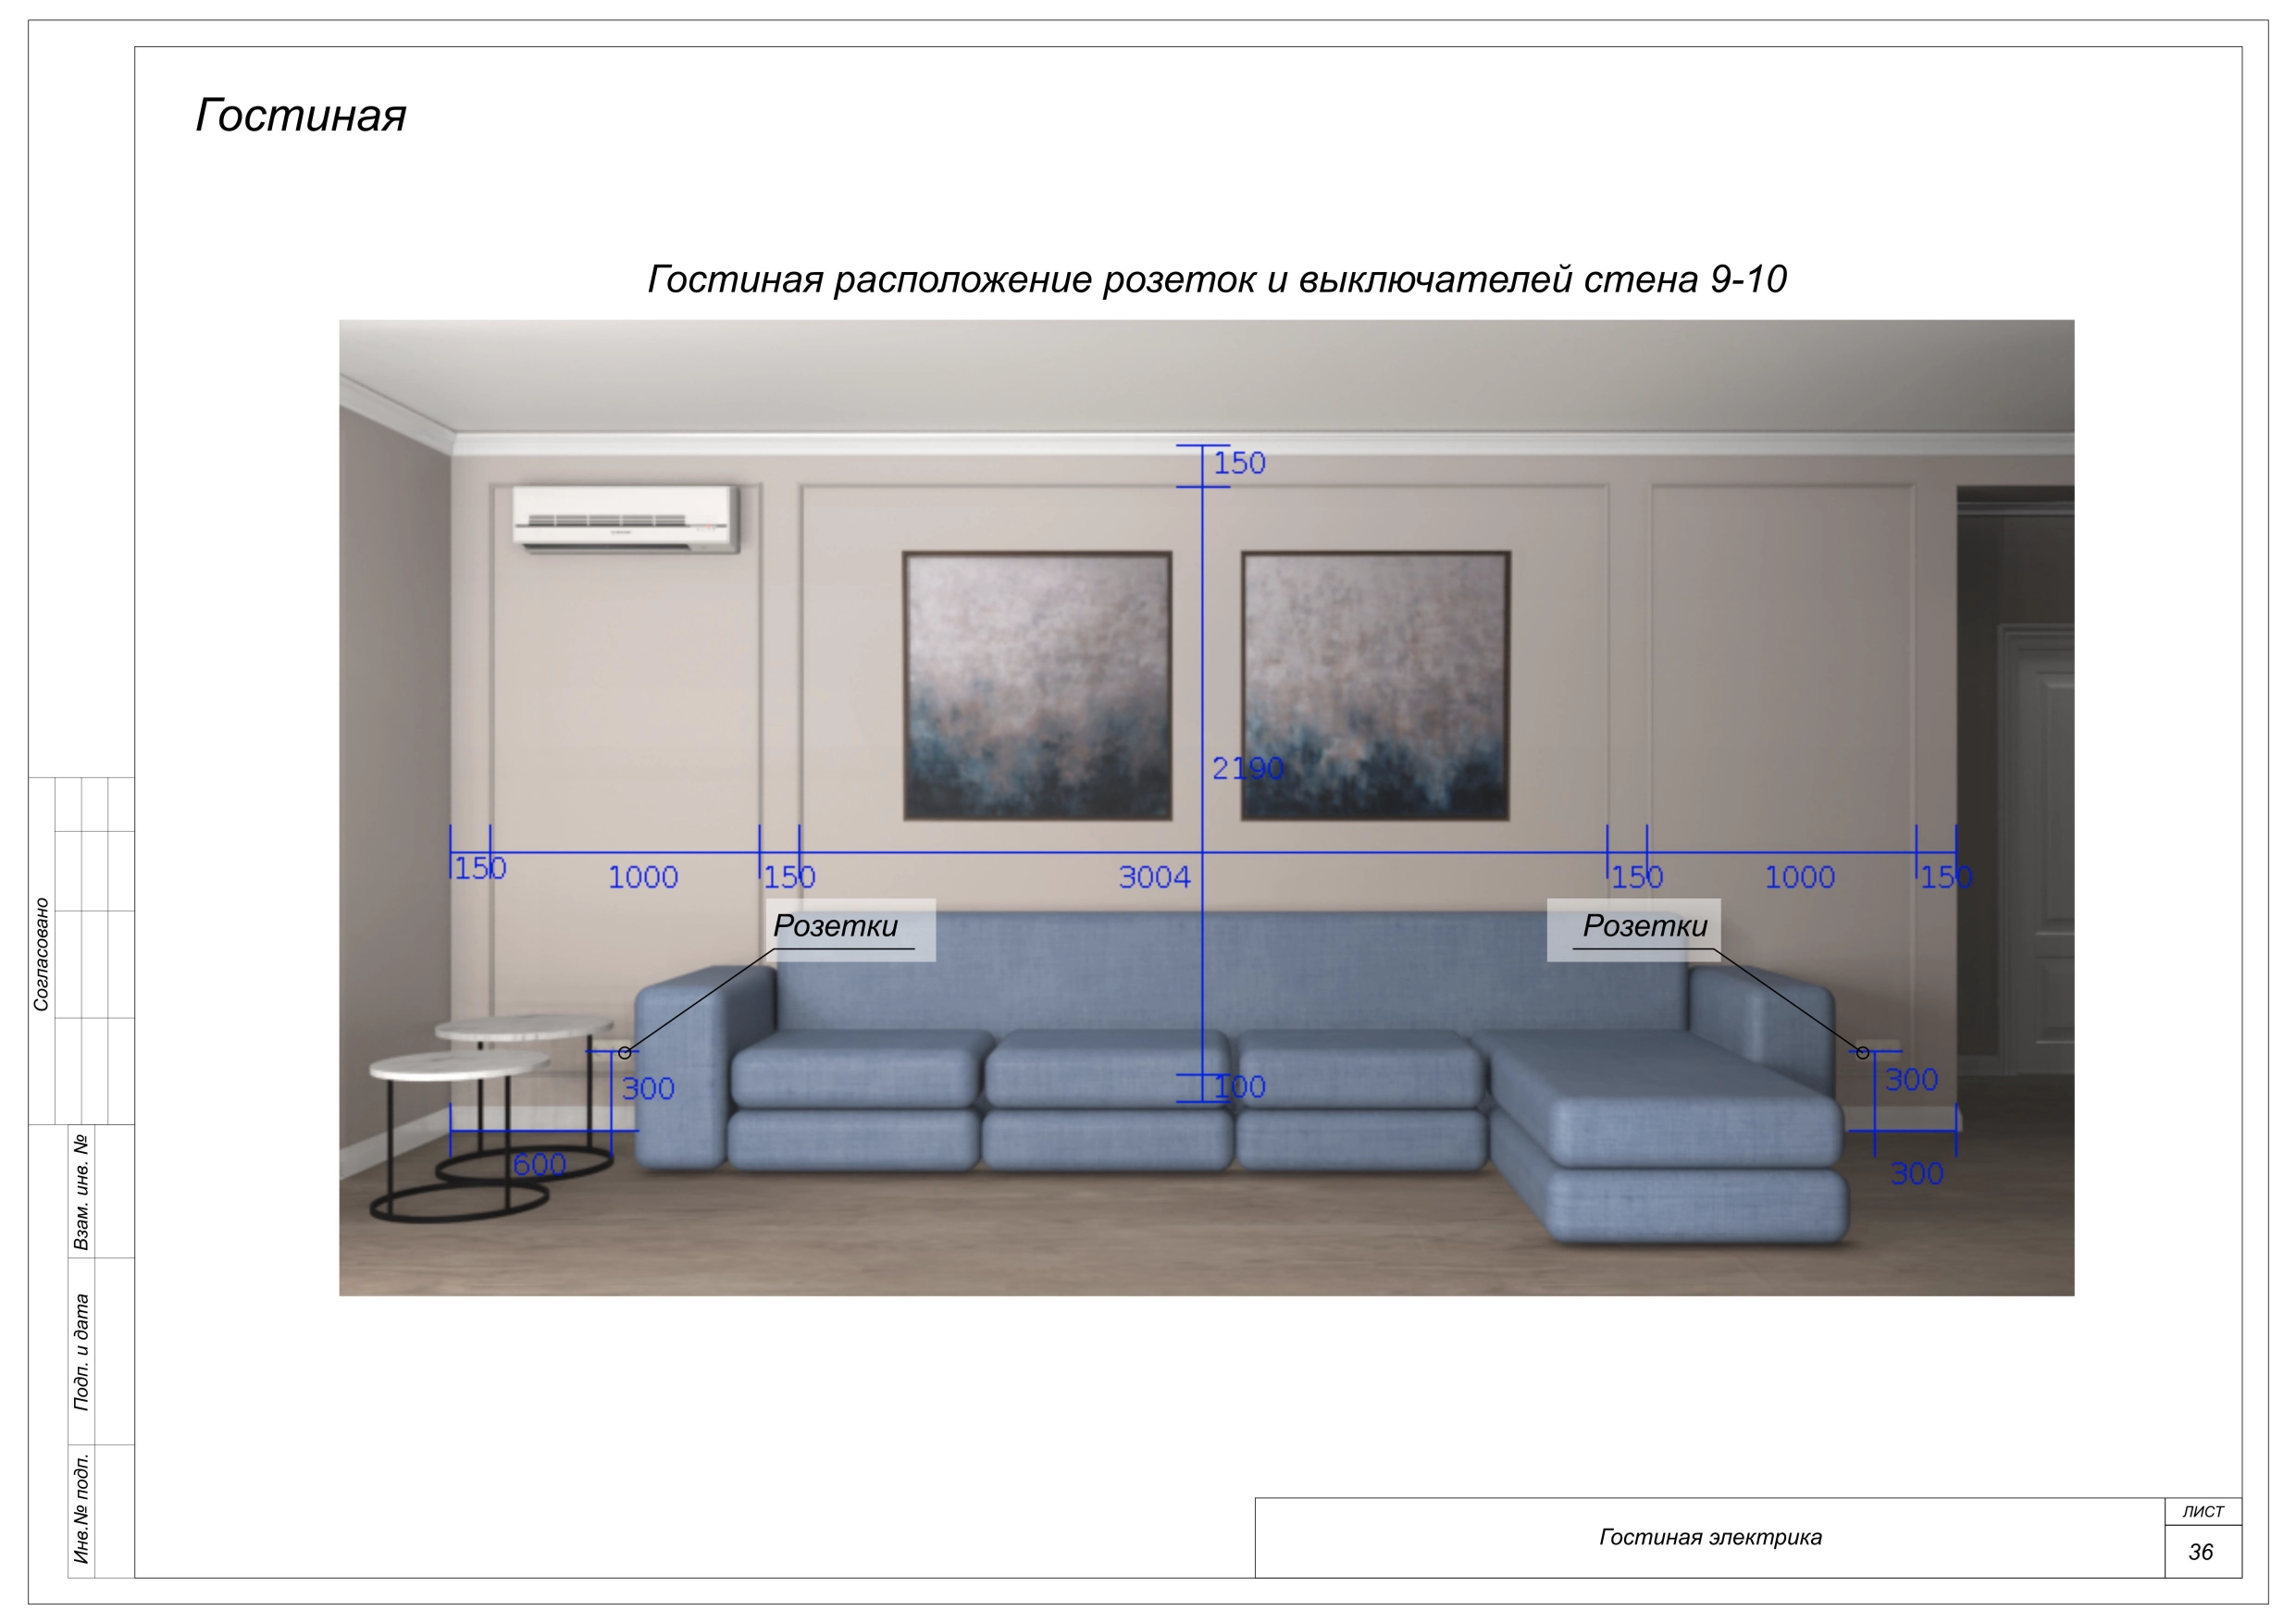 Гостиная
Гостиная расположение розеток и выключателей стена 9-10
150
2190
150
1000
150
3004
150
1000
150
Розетки
Розетки
300
100
300
600
300
Согласовано
Взам. инв. №
Подп. и дата
Инв.№ подп.
Гостиная электрика
ЛИСТ
36